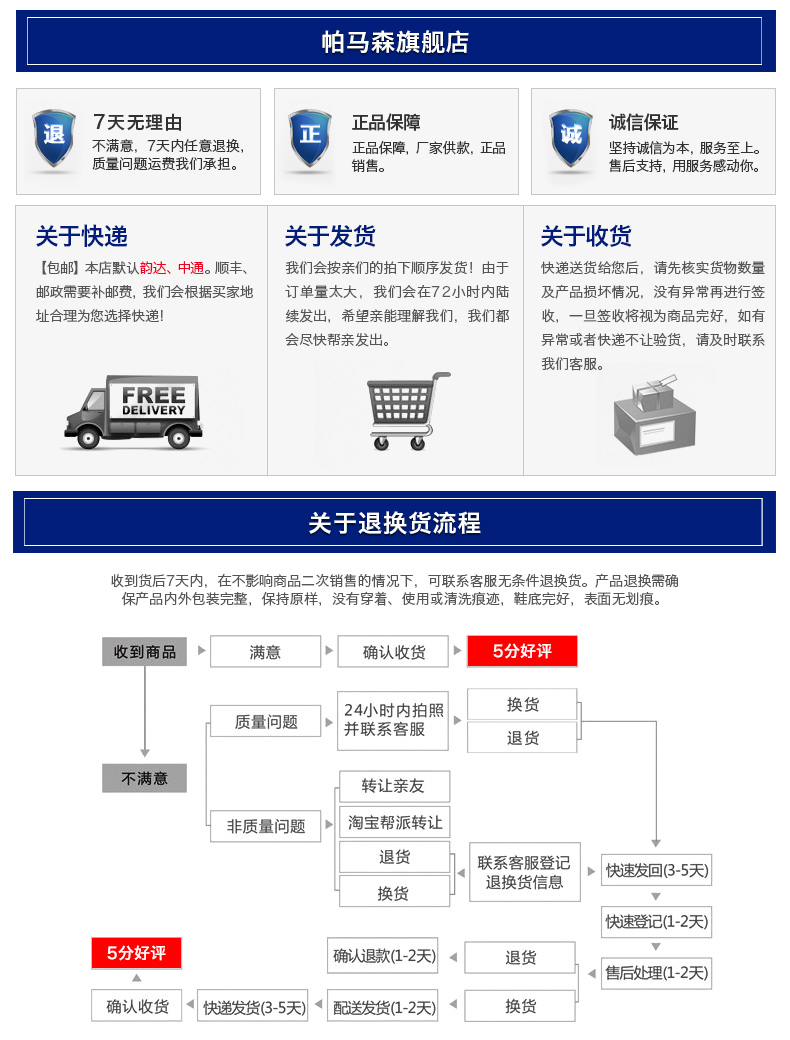 帕马森旗舰店
退
7天无理由
不满意，7天内任意退换，
质量问题运费我们承担。
正
正品保障
正品保障, 厂家供款, 正品
销售。
诚
诚信保证
坚持诚信为本, 服务至上。
售后支持, 用服务感动你。
关于快递
【包邮】本店默认韵达、中通。顺丰、
邮政需要补邮费, 我们会根据买家地
址合理为您选择快递!
FREE
DELIVERY
关于发货
我们会按亲们的拍下顺序发货！由于
订单量太大，我们会在72小时内陆
续发出，希望亲能理解我们，我们都
会尽快帮亲发出。
关于收货
快递送货给您后，请先核实货物数量
及产品损坏情况，没有异常再进行签
收，一旦签收将视为商品完好，如有
异常或者快递不让验货，请及时联系
我们客服。
关于退换货流程
收到货后7天内，在不影响商品二次销售的情况下，可联系客服无条件退换货。产品退换需确
保产品内外包装完整，保持原样，没有穿着、使用或清洗痕迹，鞋底完好，表面无划痕。
收到商品
满意
确认收货
5分好评
不满意
质量问题
24小时内拍照
并联系客服
换货
退货
非质量问题
转让亲友
淘宝帮派转让
退货
换货
联系客服登记
退换货信息
快速发回(3-5天)
快速登记(1-2天)
售后处理(1-2天)
退货
确认退款(1-2天)
换货
配送发货(1-2天)
快递发货(3-5天)
确认收货
5分好评